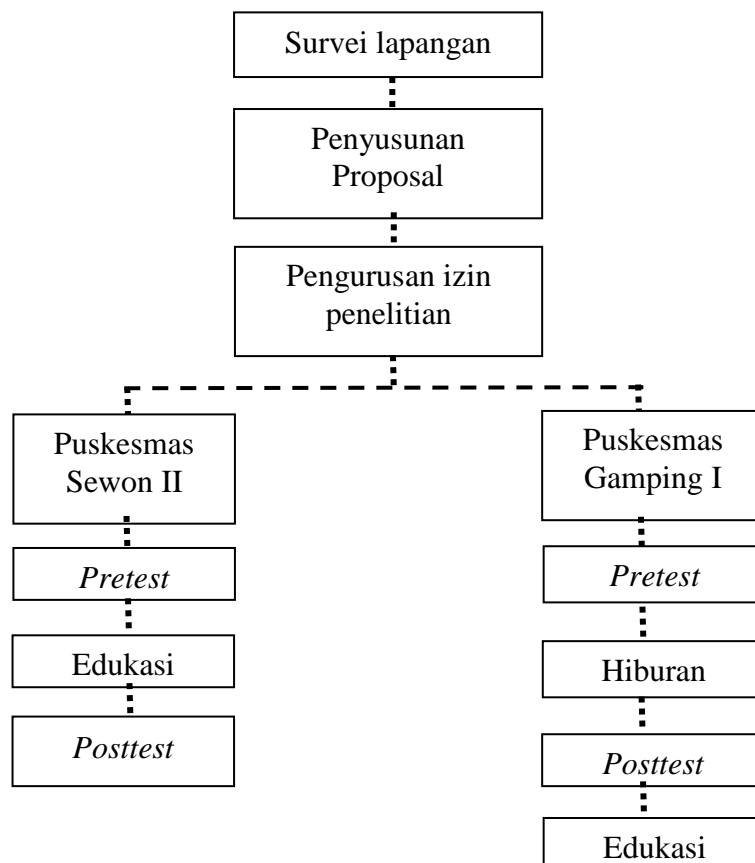 Survei lapangan
Penyusunan
Proposal
Pengurusan izin
penelitian
Puskesmas
Sewon II
Pretest
Edukasi
Posttest
Puskesmas
Gamping I
Pretest
Hiburan
Posttest
Edukasi